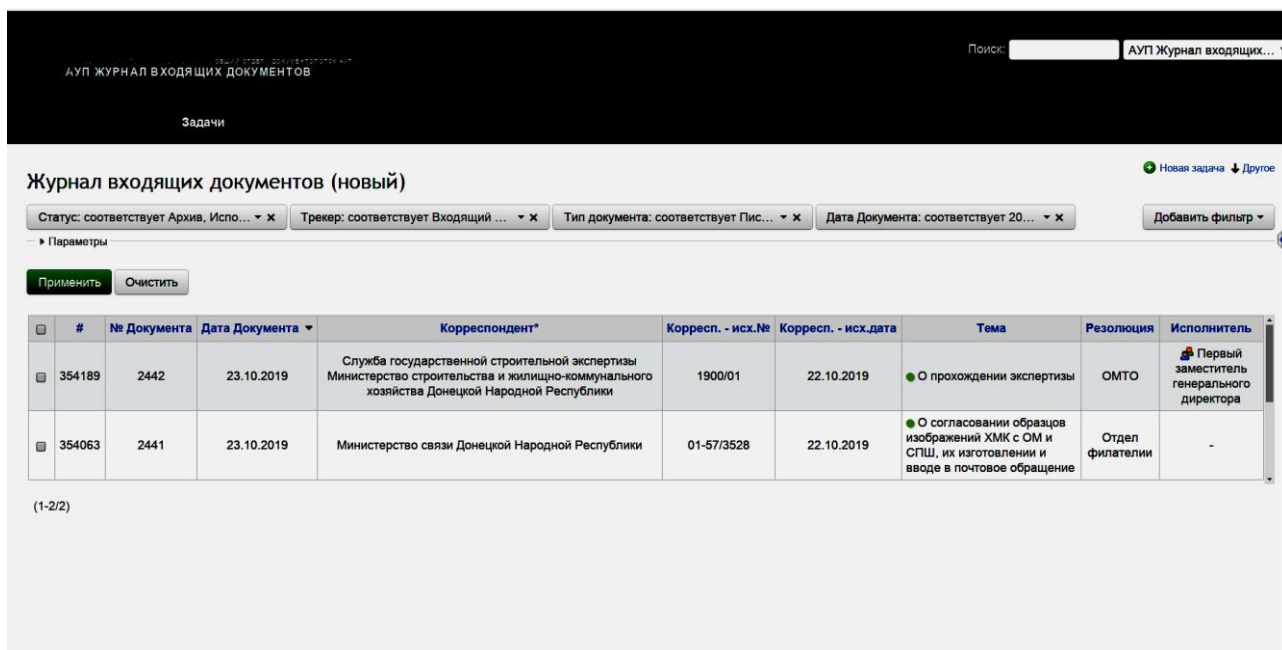 Поиск:
АУП Журнал входящих...
АУП ЖУРНАЛ ВХОДЯЩИХ ДОКУМЕНТОВ
Задачи
Новая задача Другое
Журнал входящих документов (новый)
Статус: соответствует Архив, Испо... Трекер: соответствует Входящий ... Тип документа: соответствует Пис... Дата Документа: соответствует 20... Добавить фильтр
Параметры
Применить Очистить
# № Документа Дата Документа Корреспондент* Корресп. - исх.№ Корресп. - исх.дата Тема Резолюция Исполнитель
354189 2442 23.10.2019
Служба государственной строительной экспертизы
Министерство строительства и жилищно-коммунального
хозяйства Донецкой Народной Республики
1900/01 22.10.2019 О прохождении экспертизы ОМТО
Первый
заместитель
генерального
директора
354063 2441 23.10.2019 Министерство связи Донецкой Народной Республики 01-57/3528 22.10.2019
О согласовании образцов
изображений ХМК с ОМ и
СПШ, их изготовлении и
вводе в почтовое обращение
Отдел
филателии
-
(1-2/2)